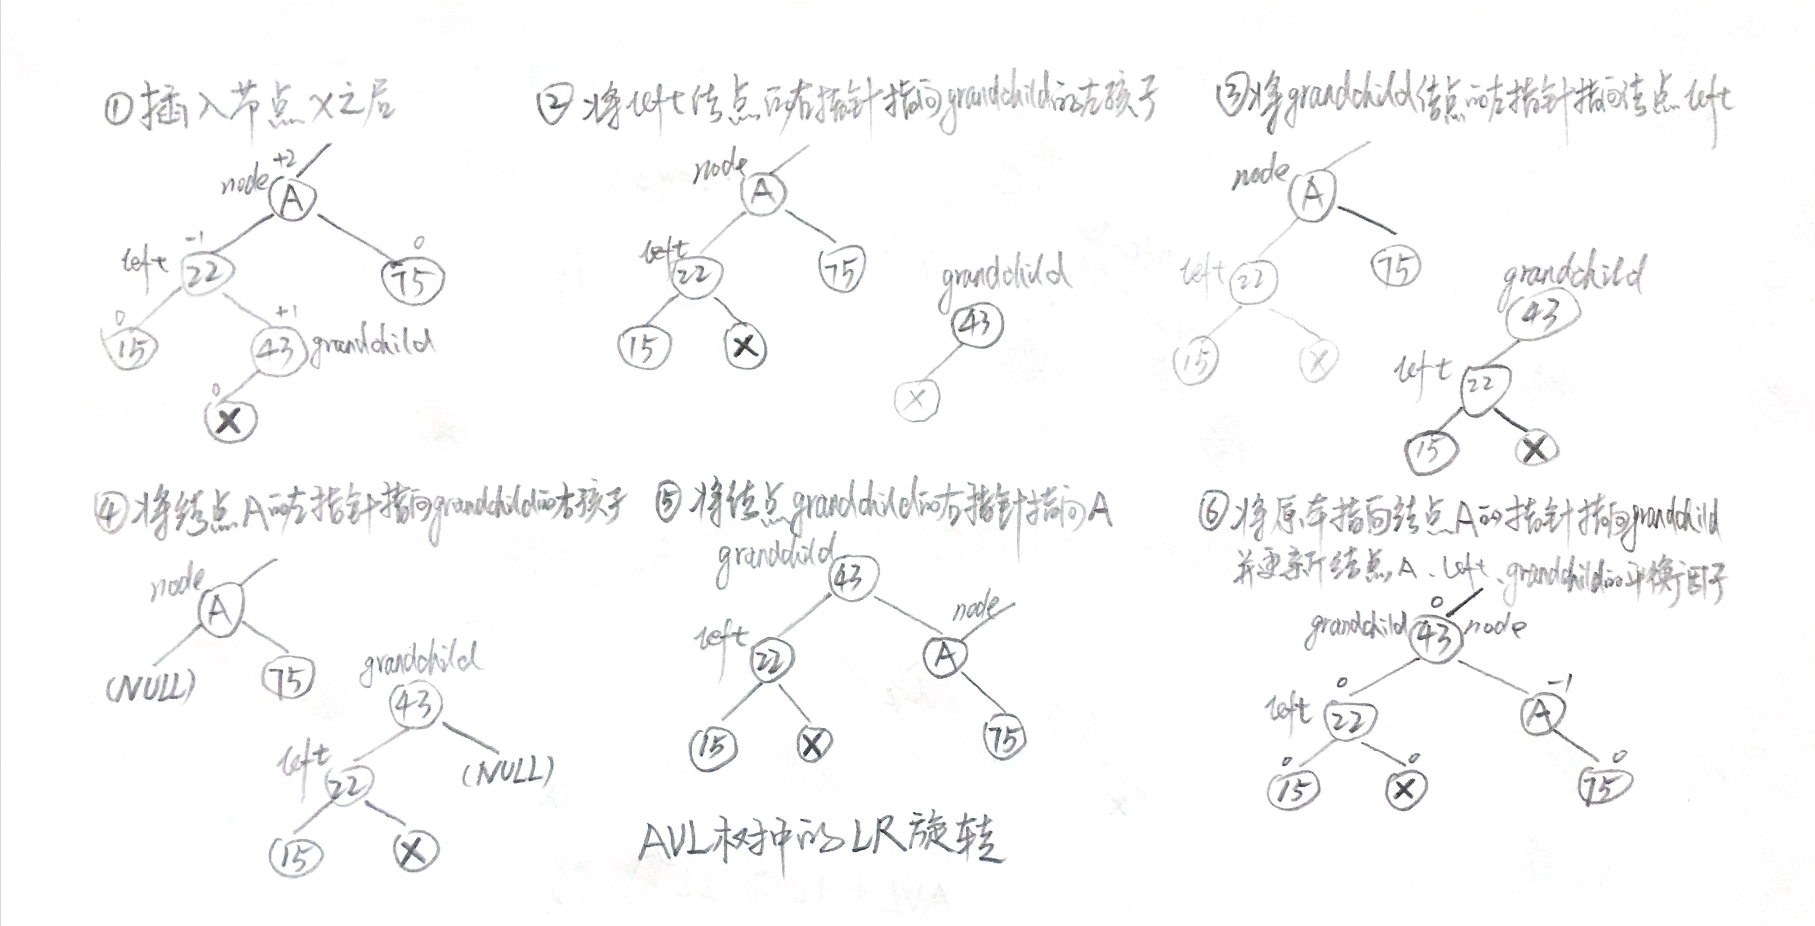 ①插入节点X之后
+2
node
A
-1
0
left
22
75
0
+1
15
43
grandchild
0
X
②将left结点的右指针指向grandchild的左孩子
node
A
left
22
75
grandchild
43
15
X
X
③将grandchild结点的左指针指向结点left
node
A
left
22
75
grandchild
43
15
X
left
22
15
X
④将结点A的左指针指向grandchild的右孩子
node
A
(NULL)
75
grandchild
43
left
22
(NULL)
15
X
⑤将结点grandchild的右指针指向A
grandchild
43
node
left
22
A
15
X
75
⑥将原本指向结点A的指针指向grandchild
并更新结点A、left、grandchild的平衡因子
0
grandchild
43
node
0
-1
left
22
A
0
0
0
15
X
75
AVL树中的LR旋转